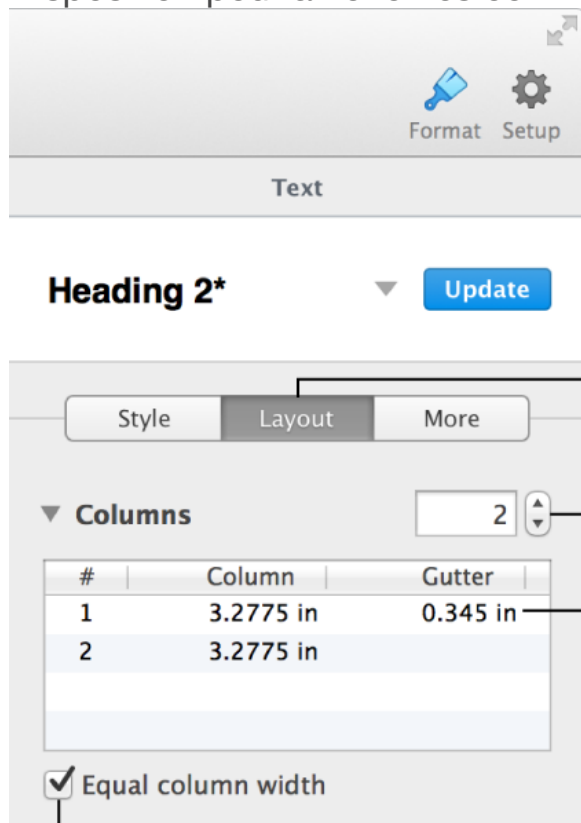 Format Setup
Text
Heading 2* Update
Style Layout More
Columns 2
# Column Gutter
1 3.2775 in 0.345 in
2 3.2775 in
Equal column width